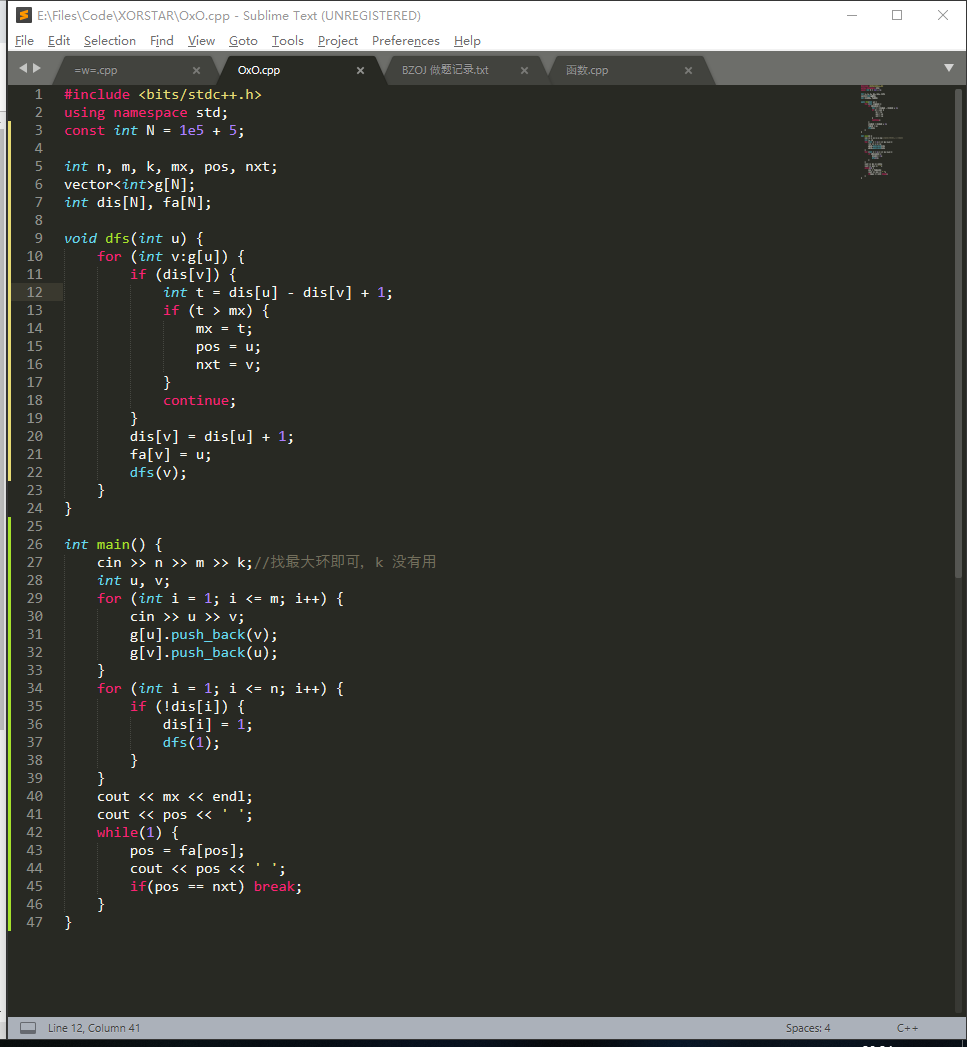 E:\Files\Code\XORSTAR\OxO.cpp - Sublime Text (UNREGISTERED)
File Edit Selection Find View Goto Tools Project Preferences Help
=w=.cpp × OxO.cpp × BZOJ 做题记录.txt × 函数.cpp ×
1 #include <bits/stdc++.h>
2 using namespace std;
3 const int N = 1e5 + 5;
4
5 int n, m, k, mx, pos, nxt;
6 vector<int>g[N];
7 int dis[N], fa[N];
8
9 void dfs(int u) {
10     for (int v:g[u]) {
11         if (dis[v]) {
12             int t = dis[u] - dis[v] + 1;
13             if (t > mx) {
14                 mx = t;
15                 pos = u;
16                 nxt = v;
17             }
18             continue;
19         }
20         dis[v] = dis[u] + 1;
21         fa[v] = u;
22         dfs(v);
23     }
24 }
25
26 int main() {
27     cin >> n >> m >> k;//找最大环即可, k 没有用
28     int u, v;
29     for (int i = 1; i <= m; i++) {
30         cin >> u >> v;
31         g[u].push_back(v);
32         g[v].push_back(u);
33     }
34     for (int i = 1; i <= n; i++) {
35         if (!dis[i]) {
36             dis[i] = 1;
37             dfs(1);
38         }
39     }
40     cout << mx << endl;
41     cout << pos << ' ';
42     while(1) {
43         pos = fa[pos];
44         cout << pos << ' ';
45         if(pos == nxt) break;
46     }
47 }
Line 12, Column 41 Spaces: 4 C++